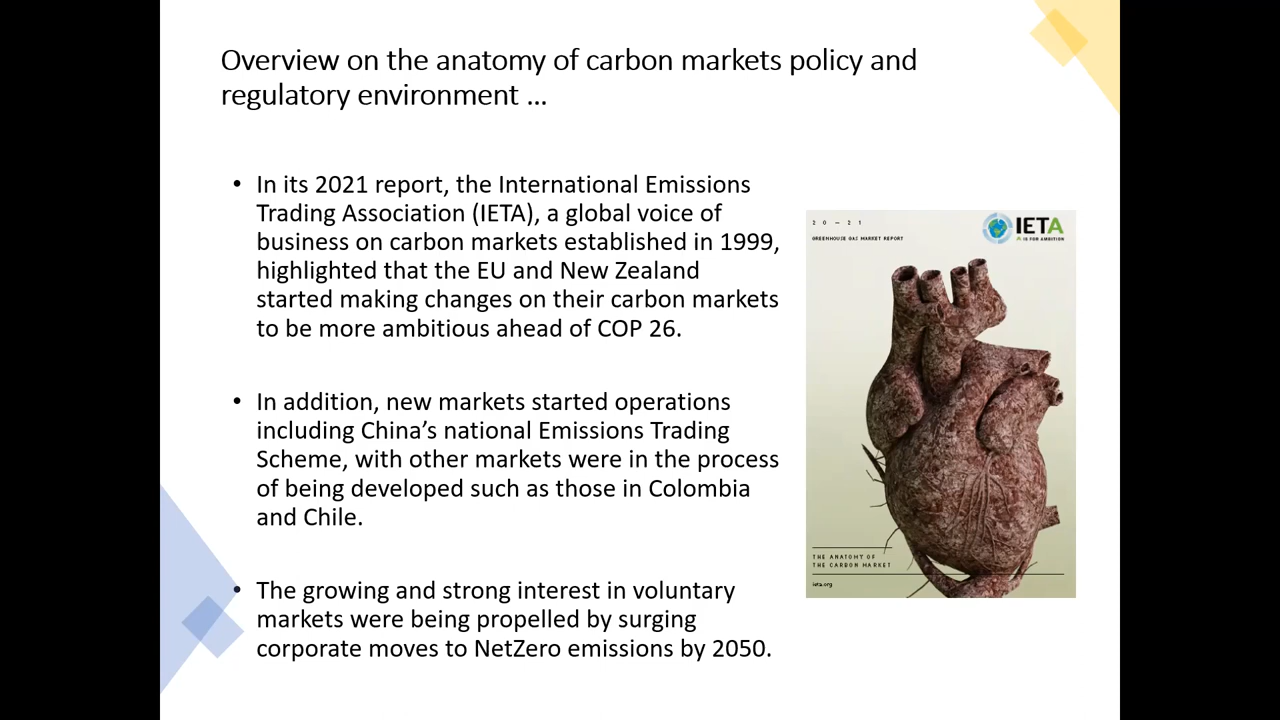 Overview on the anatomy of carbon markets policy and
regulatory environment ...
• In its 2021 report, the International Emissions
Trading Association (IETA), a global voice of
business on carbon markets established in 1999,
highlighted that the EU and New Zealand
started making changes on their carbon markets
to be more ambitious ahead of COP 26.
• In addition, new markets started operations
including China’s national Emissions Trading
Scheme, with other markets were in the process
of being developed such as those in Colombia
and Chile.
• The growing and strong interest in voluntary
markets were being propelled by surging
corporate moves to NetZero emissions by 2050.
20-21
GREENHOUSE GAS MARKET REPORT
IETA
A IS FOR AMBITION
THE ANATOMY OF
THE CARBON MARKET
ieta.org